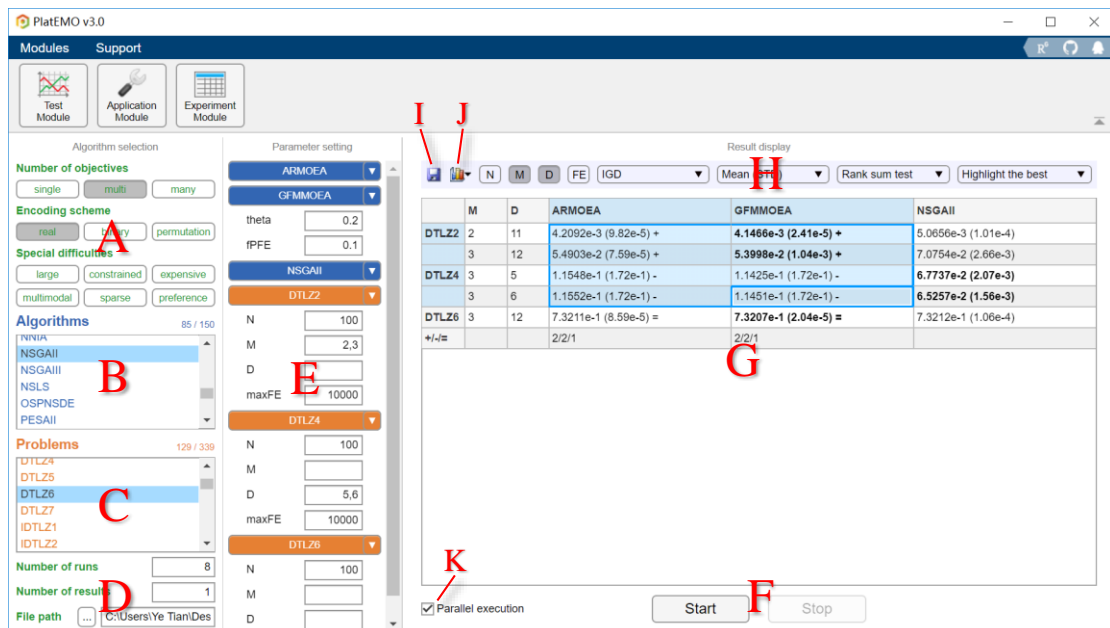 PlatEMO v3.0
Modules Support
Test Module
Application Module
Experiment Module
I J
Algorithm selection
Number of objectives
single multi many
Encoding scheme
real binary permutation
A
Special difficulties
large constrained expensive
multimodal sparse preference
Algorithms 85 / 150
NNIA
NSGAII
NSGAIII
NSLS
OSPNSDE
PESAII
B
Problems 129 / 339
DTLZ4
DTLZ5
DTLZ6
DTLZ7
IDTLZ1
IDTLZ2
C
Number of runs 8
Number of results 1
File path ... C:\Users\Ye Tian\Des
D
Parameter setting
ARMOEA
GFMMOEA
theta 0.2
fPFE 0.1
NSGAII
DTLZ2
N 100
M 2,3
D
maxFE 10000
E
DTLZ4
N 100
M
D 5,6
maxFE 10000
DTLZ6
N 100
M
D
Result display
N M D FE IGD Mean (STD) Rank sum test Highlight the best
H
M D ARMOEA GFMMOEA NSGAII
DTLZ2 2 11 4.2092e-3 (9.82e-5) + 4.1466e-3 (2.41e-5) + 5.0656e-3 (1.01e-4)
3 12 5.4903e-2 (7.59e-5) + 5.3998e-2 (1.04e-3) + 7.0754e-2 (2.66e-3)
DTLZ4 3 5 1.1548e-1 (1.72e-1) - 1.1425e-1 (1.72e-1) - 6.7737e-2 (2.07e-3)
3 6 1.1552e-1 (1.72e-1) - 1.1451e-1 (1.72e-1) - 6.5257e-2 (1.56e-3)
DTLZ6 3 12 7.3211e-1 (8.59e-5) = 7.3207e-1 (2.04e-5) = 7.3212e-1 (1.06e-4)
+/-/= 2/2/1 2/2/1
G
K
Parallel execution Start F Stop